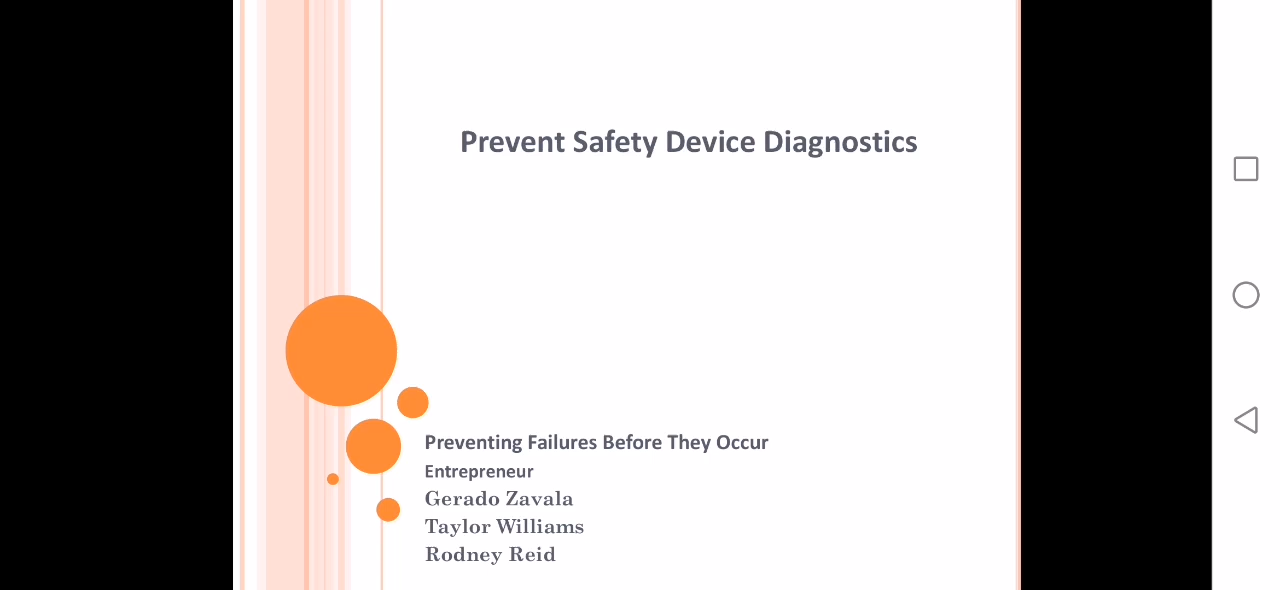 Prevent Safety Device Diagnostics
Preventing Failures Before They Occur
Entrepreneur
Gerado Zavala
Taylor Williams
Rodney Reid